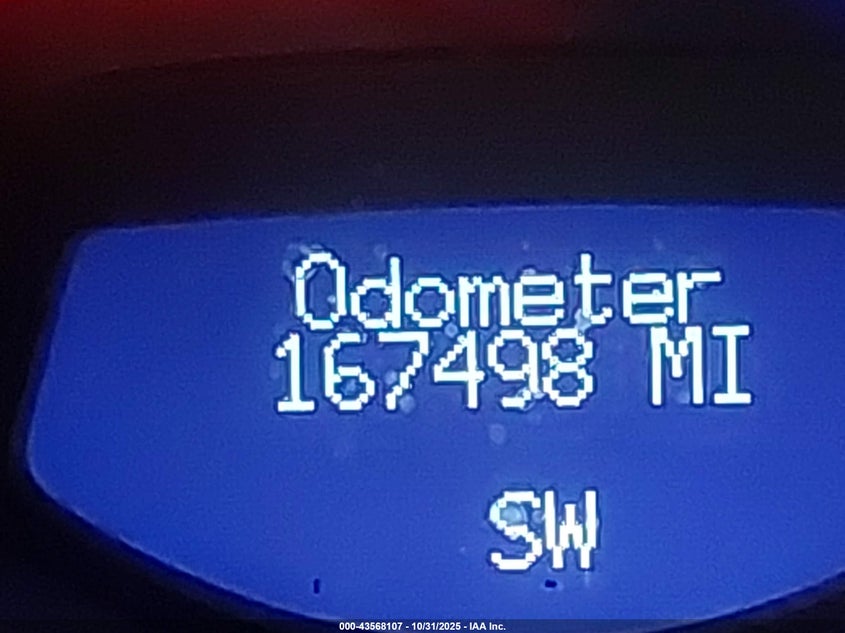 Odometer
167498 MI
SW
000-43568107 - 10/31/2025 - IAA Inc.